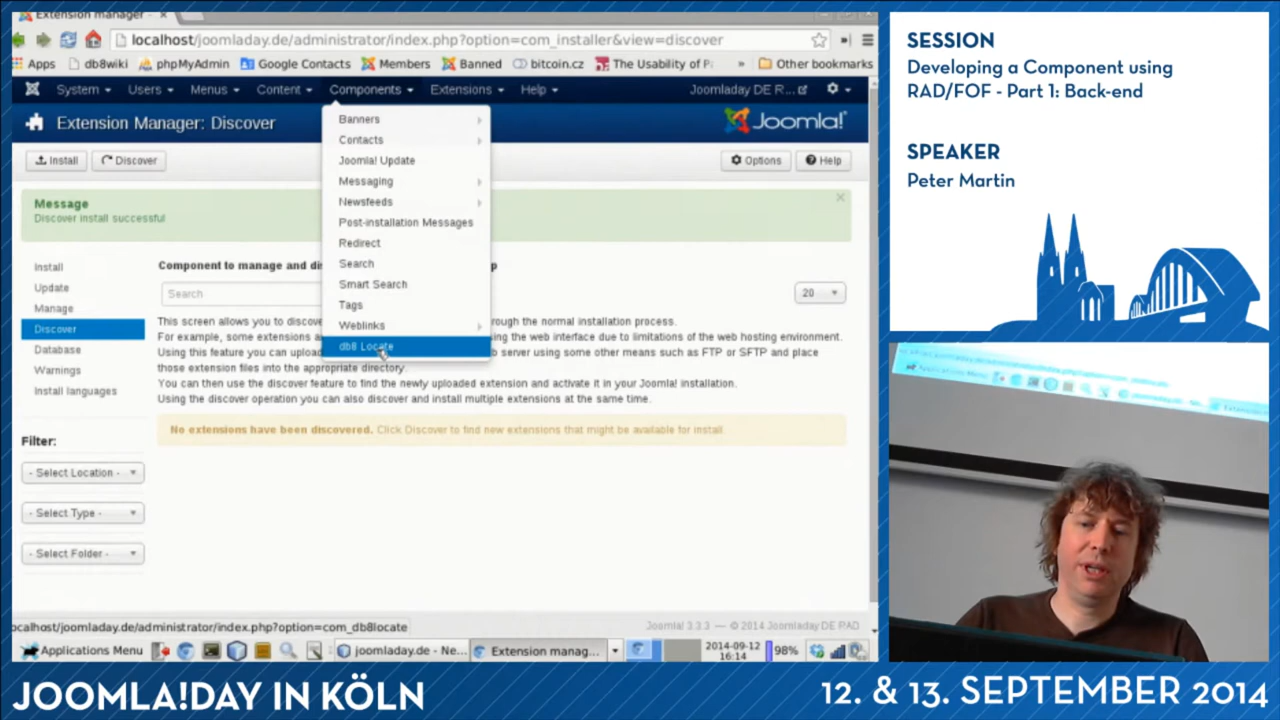 Extension manager -
localhost/joomladay.de/administrator/index.php?option=com_installer&view=discover
Apps db8wiki phpMyAdmin Google Contacts Members Banned bitcoin.cz The Usability of P » Other bookmarks
System Users Menus Content Components Extensions Help Joomladay DE R...
Extension Manager: Discover
Joomla!
Install Discover Options Help
Banners
Contacts
Joomla! Update
Messaging
Newsfeeds
Post-installation Messages
Redirect
Search
Smart Search
Tags
Weblinks
db8 Locate
Message
Discover install successful
Install
Update
Manage
Discover
Database
Warnings
Install languages
Filter:
- Select Location -
- Select Type -
- Select Folder -
Component to manage and
Search
20
This screen allows you to discove rough the normal installation process.
For example, some extensions a ing the web interface due to limitations of the web hosting environment.
Using this feature you can upload server using some other means such as FTP or SFTP and place
those extension files into the appropriate directory.
You can then use the discover feature to find the newly uploaded extension and activate it in your Joomla! installation.
Using the discover operation you can also discover and install multiple extensions at the same time.
No extensions have been discovered. Click Discover to find new extensions that might be available for install.
ocalhost/joomladay.de/administrator/index.php?option=com_db8locate
Joomla! 3.3.3 — © 2014 Joomladay DE RAD
Applications Menu joomladay.de - Ne... Extension manag... 2014-09-12 98%
16:14
SESSION
Developing a Component using
RAD/FOF - Part 1: Back-end
SPEAKER
Peter Martin
JOOMLA!DAY IN KÖLN
12. & 13. SEPTEMBER 2014